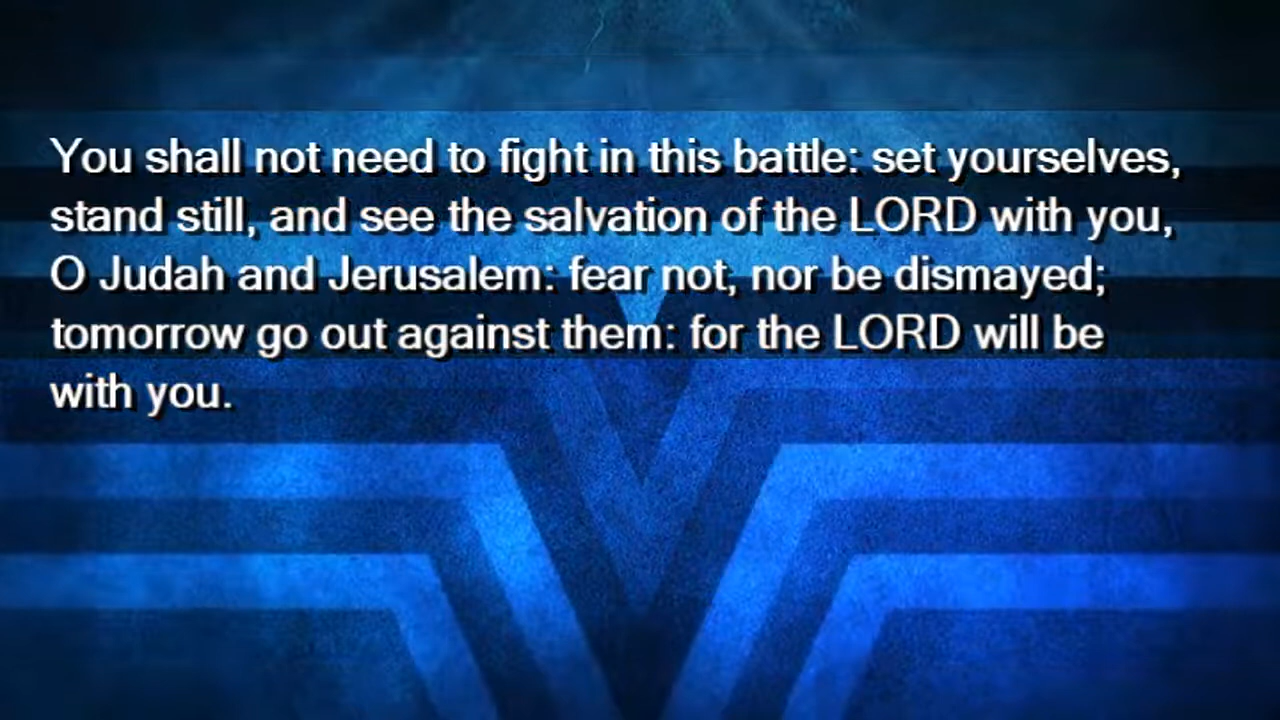 You shall not need to fight in this battle: set yourselves,
stand still, and see the salvation of the LORD with you,
O Judah and Jerusalem: fear not, nor be dismayed;
tomorrow go out against them: for the LORD will be
with you.